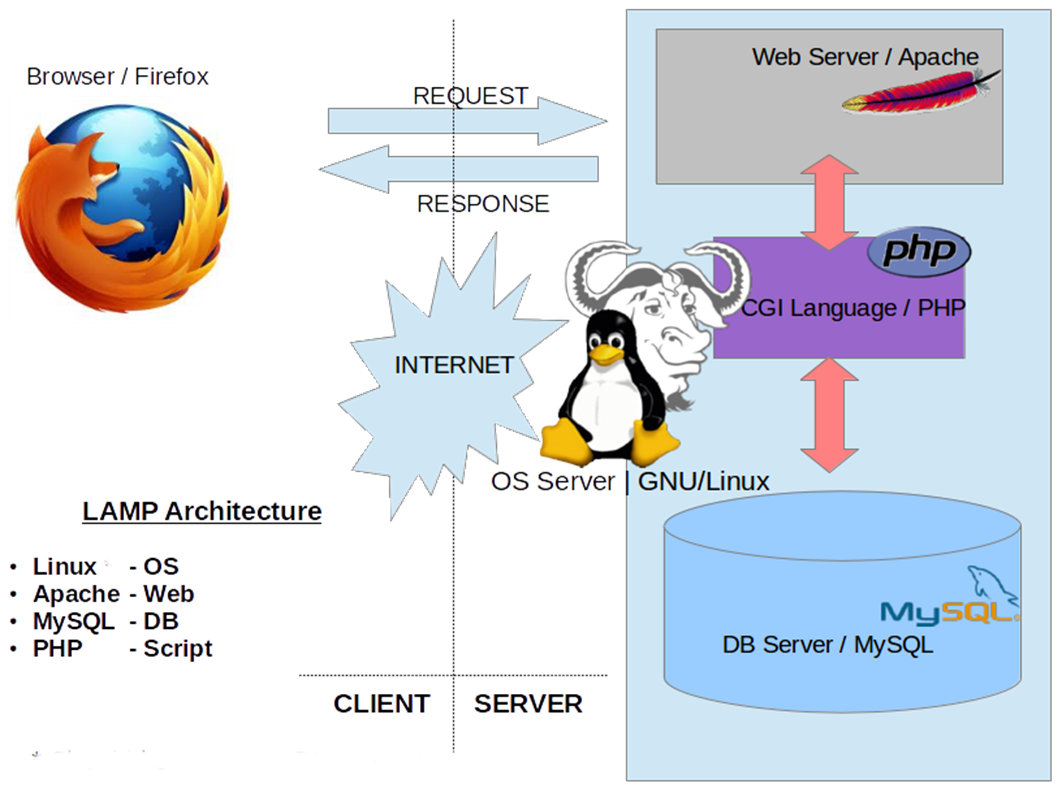 Browser / Firefox
REQUEST
RESPONSE
INTERNET
Web Server / Apache
php
CGI Language / PHP
OS Server | GNU/Linux
MySQL
DB Server / MySQL
LAMP Architecture
• Linux - OS
• Apache - Web
• MySQL - DB
• PHP - Script
CLIENT
SERVER